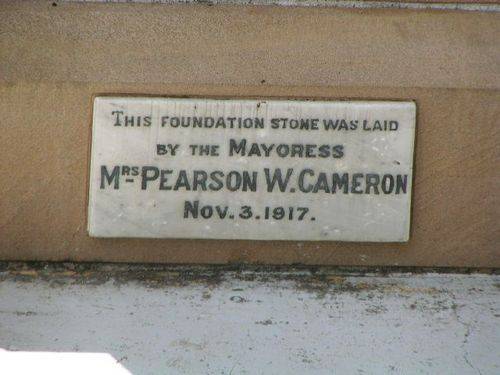 THIS FOUNDATION STONE WAS LAID
BY THE MAYORESS
MRS PEARSON W. CAMERON
NOV. 3. 1917.